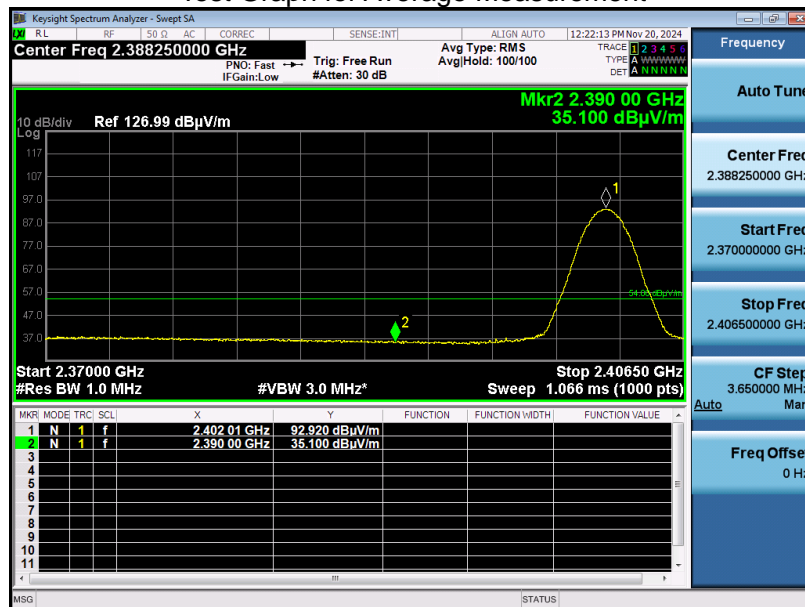 Keysight Spectrum Analyzer - Swept SA
RL RF 50 Ω AC CORREC SENSE:INT ALIGN AUTO 12:22:13 PM Nov 20, 2024
Center Freq 2.388250000 GHz
PNO: Fast
IFGain:Low
Trig: Free Run
#Atten: 30 dB
Avg Type: RMS
Avg|Hold: 100/100
TRACE 1 2 3 4 5 6
TYPE A WWWWW
DET A N N N N N
Mkr2 2.390 00 GHz
35.100 dBµV/m
10 dB/div Ref 126.99 dBµV/m
Log
117
107
97.0
87.0
77.0
67.0
57.0
47.0
37.0
1
2
54.00 dBµV/m
Start 2.37000 GHz Stop 2.40650 GHz
#Res BW 1.0 MHz #VBW 3.0 MHz* Sweep 1.066 ms (1000 pts)
MKR MODE TRC SCL X Y FUNCTION FUNCTION WIDTH FUNCTION VALUE
1 N 1 f 2.402 01 GHz 92.920 dBµV/m
2 N 1 f 2.390 00 GHz 35.100 dBµV/m
3
4
5
6
7
8
9
10
11
MSG STATUS
Frequency
Auto Tune
Center Freq
2.388250000 GHz
Start Freq
2.370000000 GHz
Stop Freq
2.406500000 GHz
CF Step
3.650000 MHz
Auto Man
Freq Offset
0 Hz